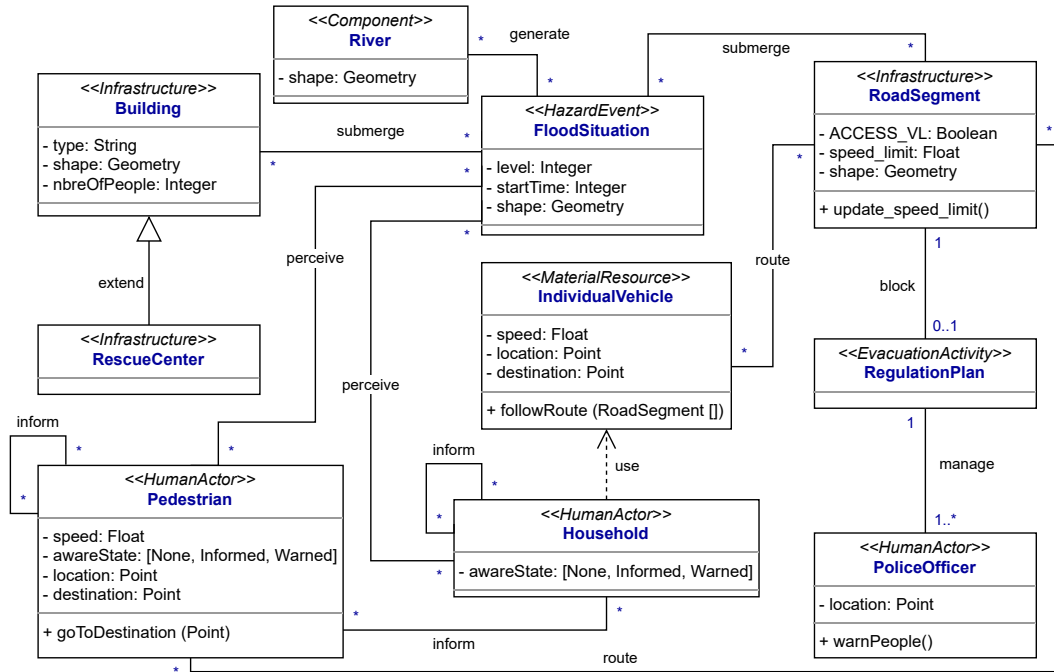 <<Component>>
River
- shape: Geometry
*
generate
*
submerge
*
*
<<Infrastructure>>
Building
- type: String
- shape: Geometry
- nbreOfPeople: Integer
submerge
*
*
<<HazardEvent>>
FloodSituation
- level: Integer
- startTime: Integer
- shape: Geometry
*
*
<<Infrastructure>>
RoadSegment
- ACCESS_VL: Boolean
- speed_limit: Float
- shape: Geometry
+ update_speed_limit()
*
*
1
block
0..1
extend
perceive
route
<<Infrastructure>>
RescueCenter
<<MaterialResource>>
IndividualVehicle
- speed: Float
- location: Point
- destination: Point
+ followRoute (RoadSegment [])
*
<<EvacuationActivity>>
RegulationPlan
1
manage
1..*
perceive
inform
*
*
*
<<HumanActor>>
Pedestrian
- speed: Float
- awareState: [None, Informed, Warned]
- location: Point
- destination: Point
+ goToDestination (Point)
use
inform
*
*
*
<<HumanActor>>
Household
- awareState: [None, Informed, Warned]
*
*
inform
<<HumanActor>>
PoliceOfficer
- location: Point
+ warnPeople()
*
route